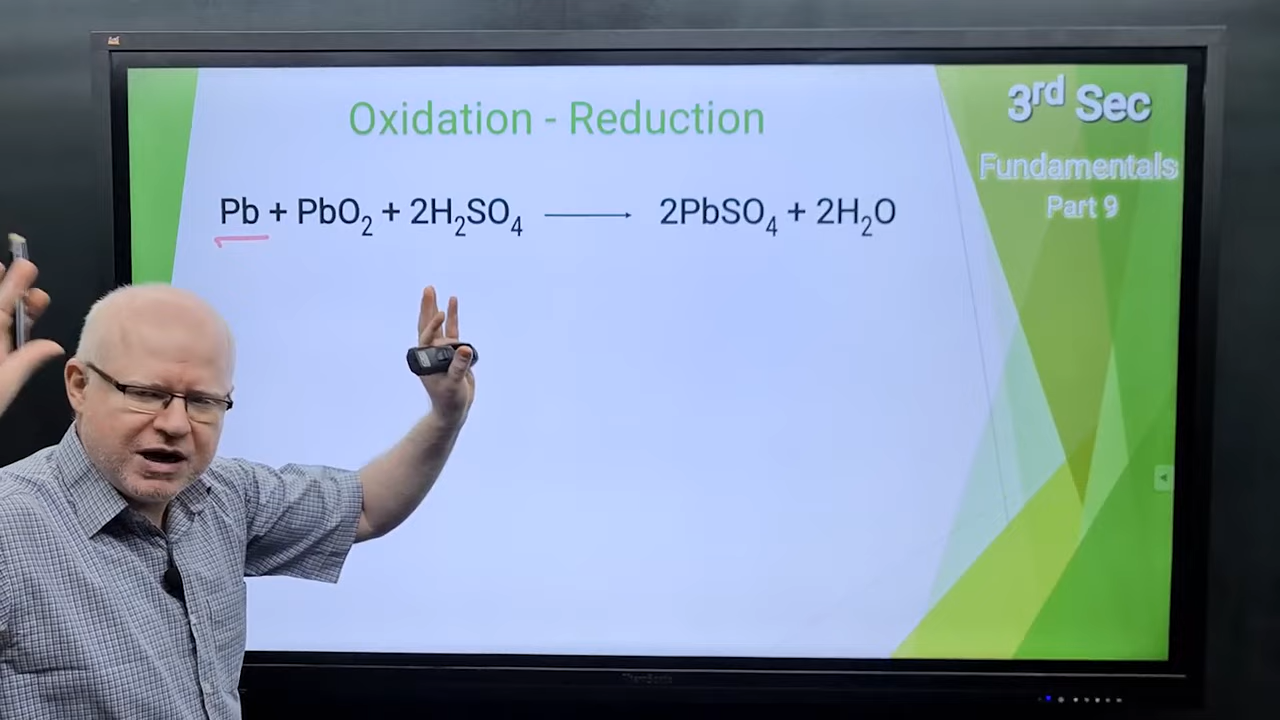 Oxidation - Reduction
Pb + PbO₂ + 2H₂SO₄ ⟶ 2PbSO₄ + 2H₂O
3rd Sec
Fundamentals
Part 9